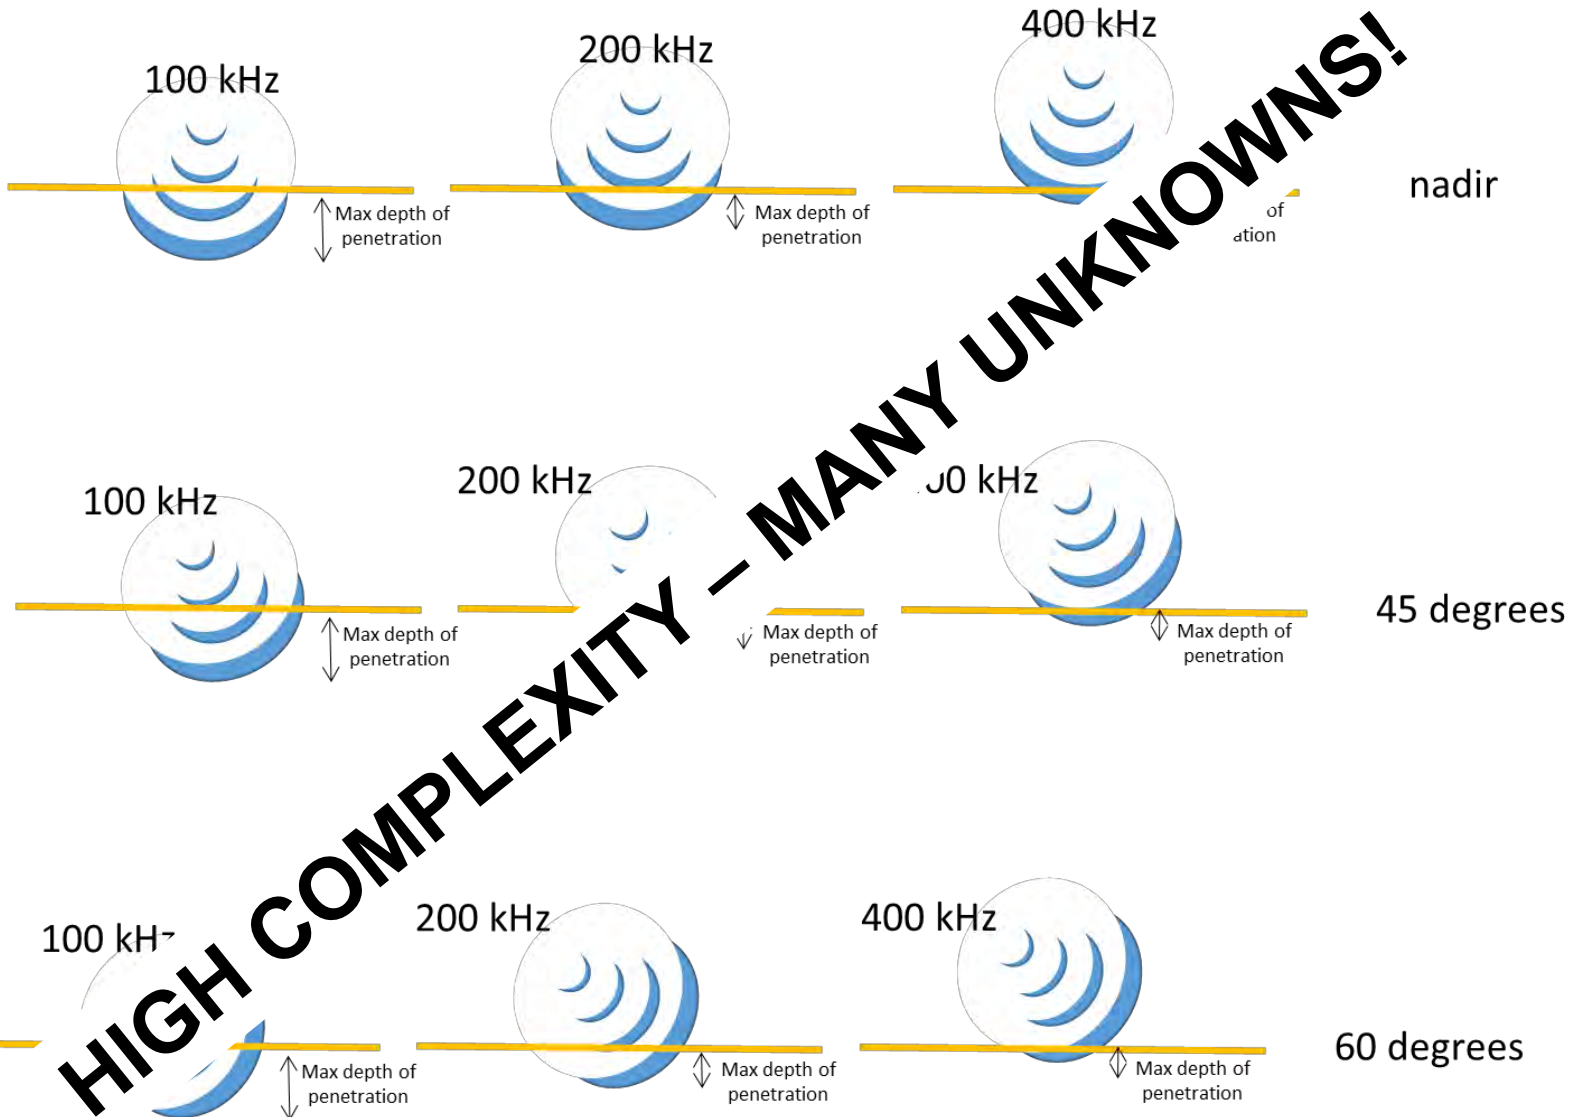 100 kHz
200 kHz
400 kHz
Max depth of
penetration
Max depth of
penetration
of
nadir
100 kHz
200 kHz
kHz
Max depth of
penetration
Max depth of
penetration
Max depth of
penetration
45 degrees
HIGH COMPLEXITY – MANY UNKNOWNS!
100
200 kHz
400 kHz
Max depth of
penetration
Max depth of
penetration
Max depth of
penetration
60 degrees